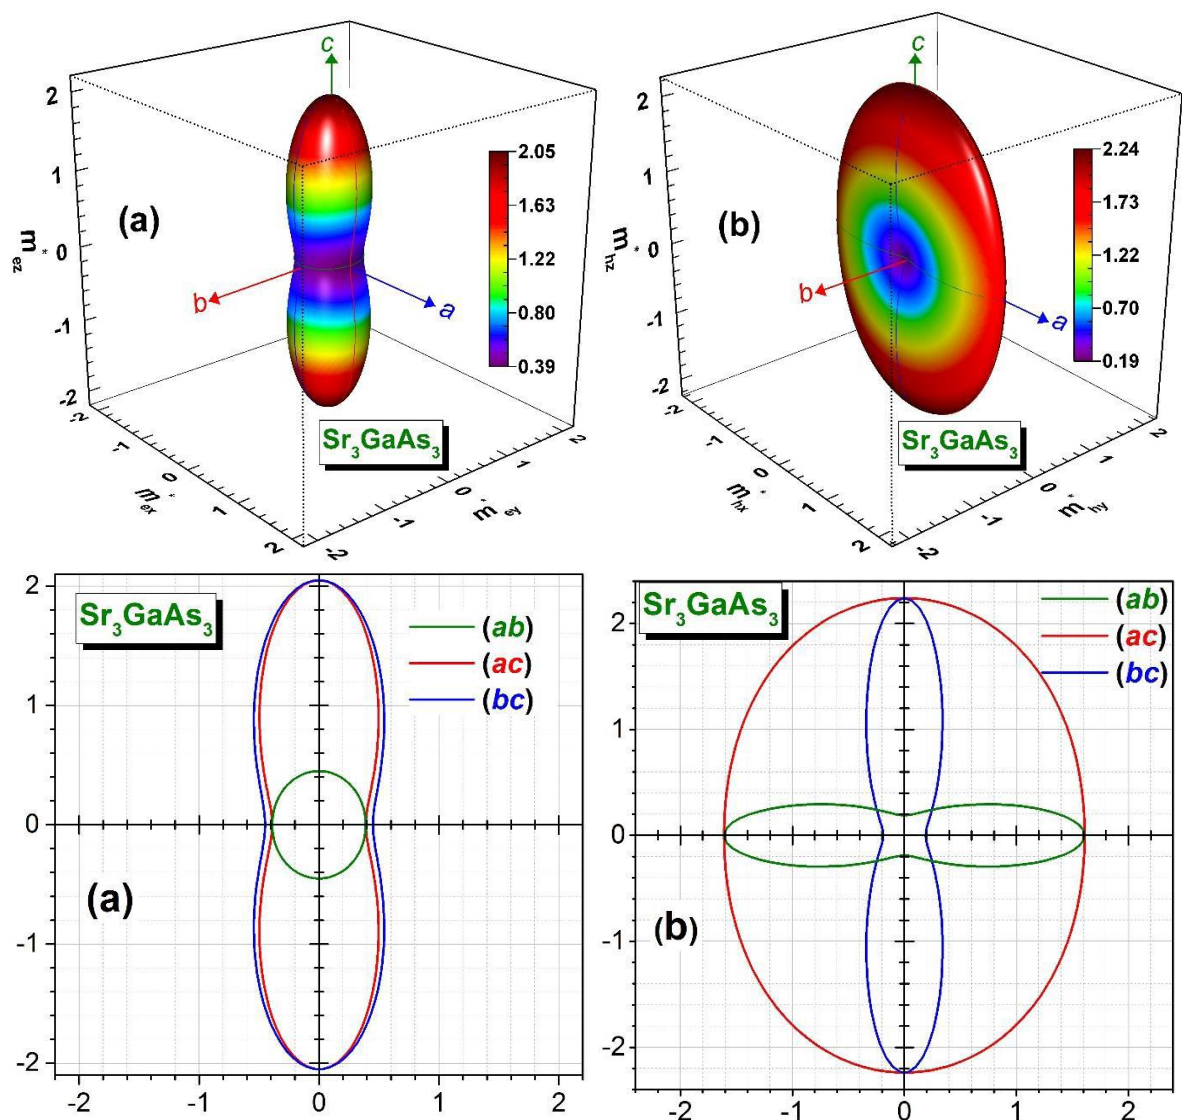 c
2
1
0
-1
-2
m*ez
(a)
b
a
2.05
1.63
1.22
0.80
0.39
Sr3GaAs3
-2
-1
0
1
2
m*ex
-2
-1
0
1
2
m*ey
c
2
1
0
-1
-2
m*hz
(b)
b
a
2.24
1.73
1.22
0.70
0.19
Sr3GaAs3
-2
-1
0
1
2
m*hx
-2
-1
0
1
2
m*hy
2
1
0
-1
-2
Sr3GaAs3
(ab)
(ac)
(bc)
(a)
-2
-1
0
1
2
2
1
0
-1
-2
Sr3GaAs3
(ab)
(ac)
(bc)
(b)
-2
-1
0
1
2